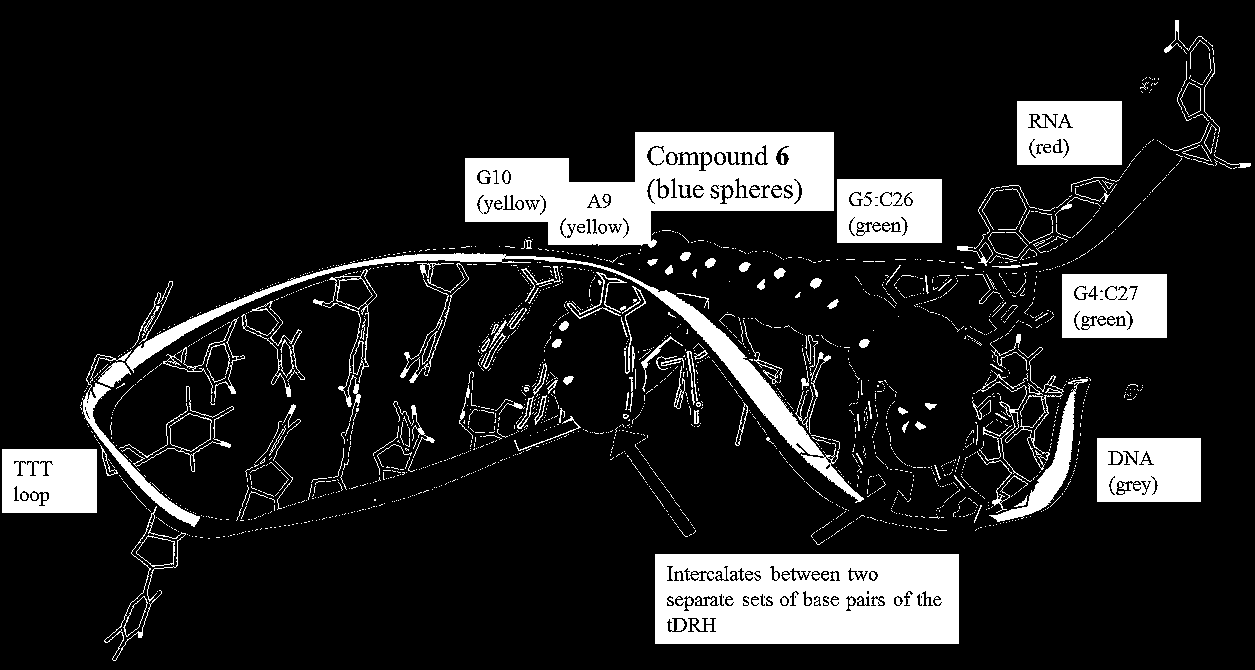 RNA
(red)
Compound 6
(blue spheres)
G10
(yellow)
A9
(yellow)
G5:C26
(green)
G4:C27
(green)
TTT
loop
DNA
(grey)
Intercalates between two
separate sets of base pairs of the
tDRH